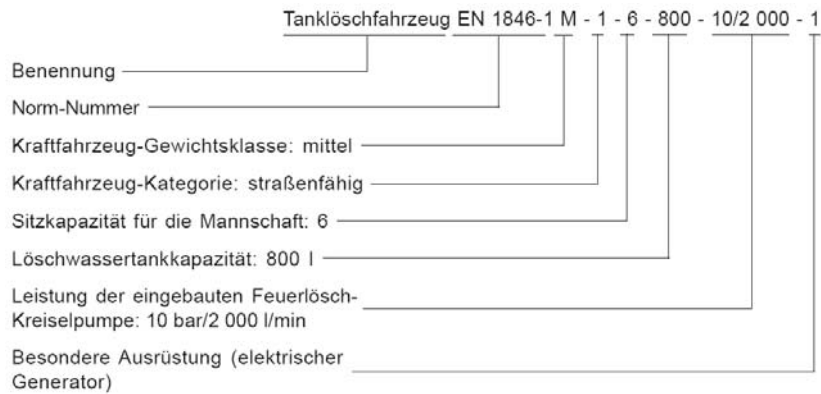 Tanklöschfahrzeug EN 1846-1 M - 1 - 6 - 800 - 10/2 000 - 1
Benennung
Norm-Nummer
Kraftfahrzeug-Gewichtsklasse: mittel
Kraftfahrzeug-Kategorie: straßenfähig
Sitzkapazität für die Mannschaft: 6
Löschwassertankkapazität: 800 l
Leistung der eingebauten Feuerlösch-
Kreiselpumpe: 10 bar/2 000 l/min
Besondere Ausrüstung (elektrischer
Generator)